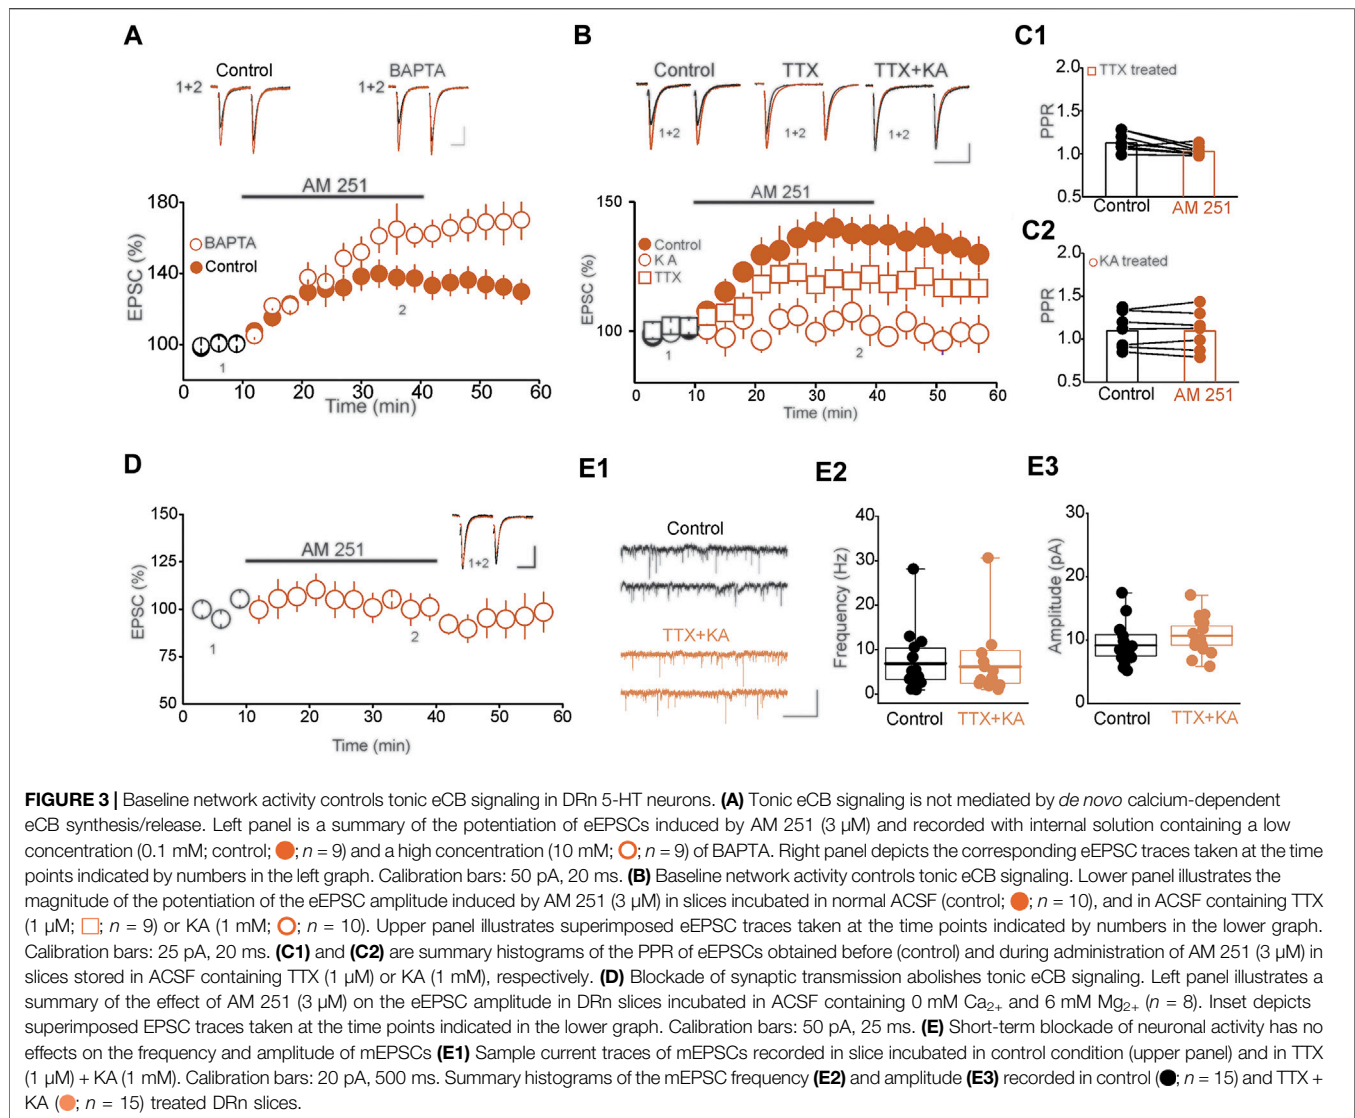 A
B
C1
Control
BAPTA
1+2
1+2
Control
TTX
TTX+KA
1+2
1+2
1+2
2.0
TTX treated
1.5
PPR
1.0
0.5
Control
AM 251
AM 251
180
BAPTA
Control
140
EPSC (%)
100
1
2
0
10
20
30
40
50
60
Time (min)
AM 251
150
Control
K A
TTX
EPSC (%)
100
1
2
80
0
10
20
30
40
50
60
Time (min)
C2
2.0
KA treated
1.5
PPR
1.0
0.5
Control
AM 251
D
150
AM 251
1+2
125
EPSC (%)
100
1
2
75
50
0
10
20
30
40
50
60
Time (min)
E1
Control
TTX+KA
E2
40
30
Frequency (Hz)
20
10
0
Control
TTX+KA
E3
30
20
Amplitude (pA)
10
0
Control
TTX+KA
FIGURE 3 | Baseline network activity controls tonic eCB signaling in DRn 5-HT neurons. (A) Tonic eCB signaling is not mediated by de novo calcium-dependent
eCB synthesis/release. Left panel is a summary of the potentiation of eEPSCs induced by AM 251 (3 µM) and recorded with internal solution containing a low
concentration (0.1 mM; control; ●; n = 9) and a high concentration (10 mM; ○; n = 9) of BAPTA. Right panel depicts the corresponding eEPSC traces taken at the time
points indicated by numbers in the left graph. Calibration bars: 50 pA, 20 ms. (B) Baseline network activity controls tonic eCB signaling. Lower panel illustrates the
magnitude of the potentiation of the eEPSC amplitude induced by AM 251 (3 µM) in slices incubated in normal ACSF (control; ●; n = 10), and in ACSF containing TTX
(1 µM; □; n = 9) or KA (1 mM; ○; n = 10). Upper panel illustrates superimposed eEPSC traces taken at the time points indicated by numbers in the lower graph.
Calibration bars: 25 pA, 20 ms. (C1) and (C2) are summary histograms of the PPR of eEPSCs obtained before (control) and during administration of AM 251 (3 µM) in
slices stored in ACSF containing TTX (1 µM) or KA (1 mM), respectively. (D) Blockade of synaptic transmission abolishes tonic eCB signaling. Left panel illustrates a
summary of the effect of AM 251 (3 µM) on the eEPSC amplitude in DRn slices incubated in ACSF containing 0 mM Ca2+ and 6 mM Mg2+ (n = 8). Inset depicts
superimposed EPSC traces taken at the time points indicated in the lower graph. Calibration bars: 50 pA, 25 ms. (E) Short-term blockade of neuronal activity has no
effects on the frequency and amplitude of mEPSCs (E1) Sample current traces of mEPSCs recorded in slice incubated in control condition (upper panel) and in TTX
(1 µM) + KA (1 mM). Calibration bars: 20 pA, 500 ms. Summary histograms of the mEPSC frequency (E2) and amplitude (E3) recorded in control (●; n = 15) and TTX +
KA (●; n = 15) treated DRn slices.